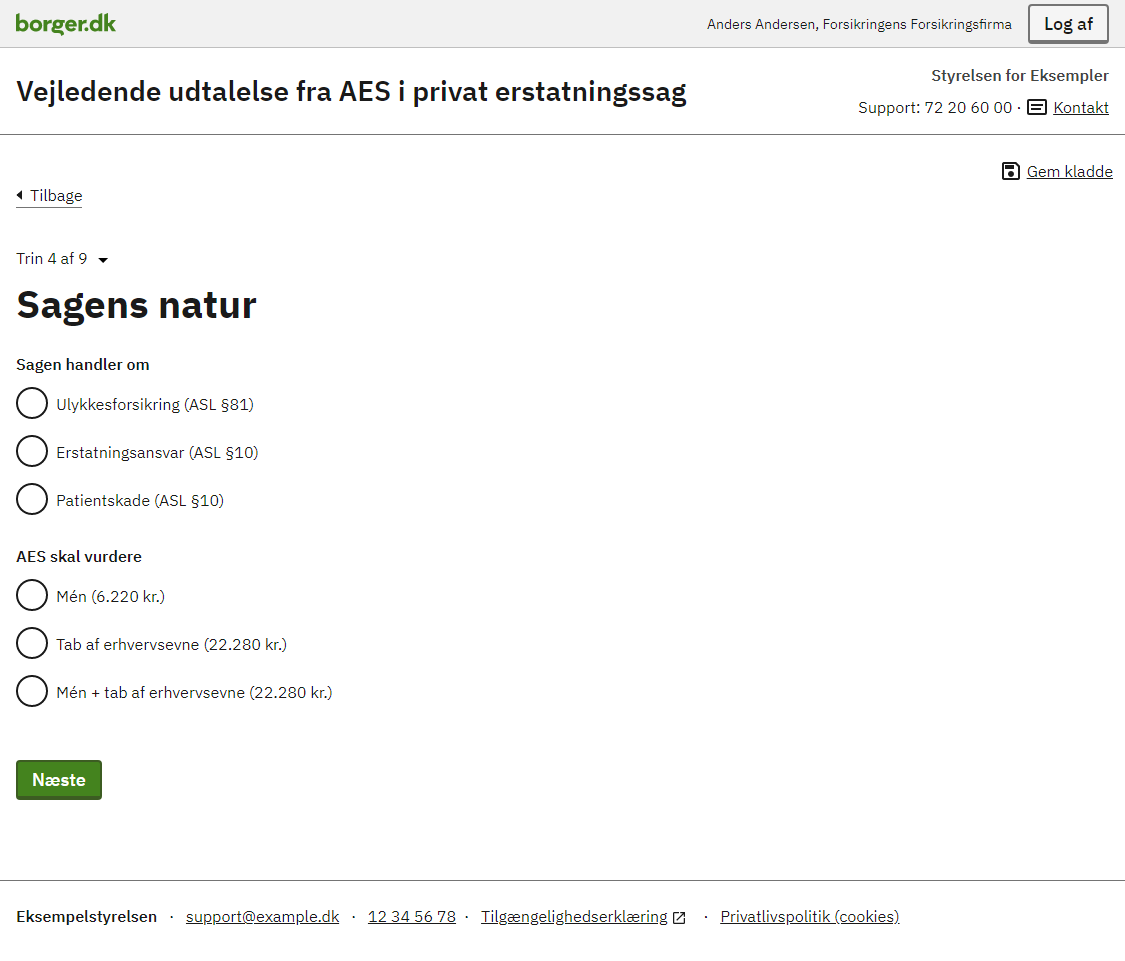 borger.dk
Anders Andersen, Forsikringens Forsikringsfirma
Log af
Vejledende udtalelse fra AES i privat erstatningssag
Styrelsen for Eksempler
Support: 72 20 60 00 · Kontakt
Gem kladde
Tilbage
Trin 4 af 9
Sagens natur
Sagen handler om
Ulykkesforsikring (ASL §81)
Erstatningsansvar (ASL §10)
Patientskade (ASL §10)
AES skal vurdere
Mén (6.220 kr.)
Tab af erhvervsevne (22.280 kr.)
Mén + tab af erhvervsevne (22.280 kr.)
Næste
Eksempelstyrelsen · support@example.dk · 12 34 56 78 · Tilgængelighedserklæring · Privatlivspolitik (cookies)